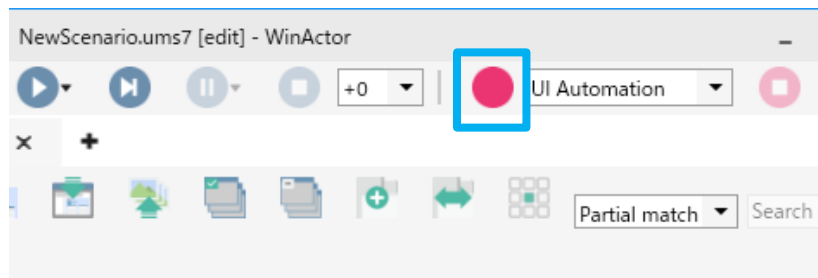 NewScenario.ums7 [edit] - WinActor
+0 UI Automation
Partial match Search